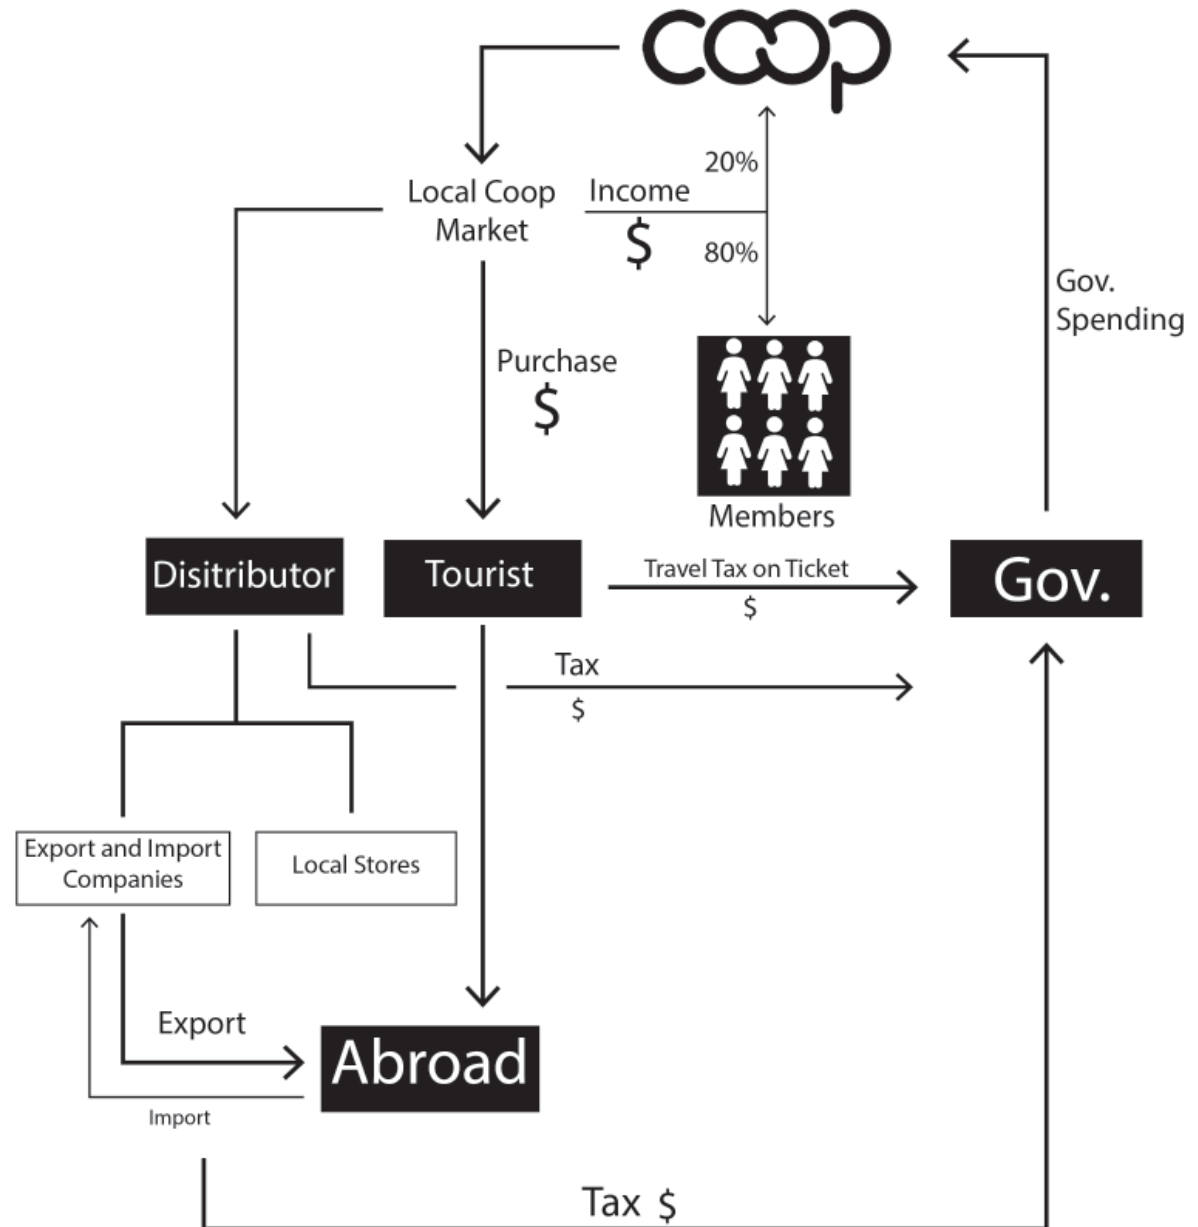 coop
20%
Local Coop
Market
Income
$
80%
Gov.
Spending
Purchase
$
Members
Disitributor
Tourist
Travel Tax on Ticket
$
Gov.
Tax
$
Export and Import
Companies
Local Stores
Export
Abroad
Import
Tax $